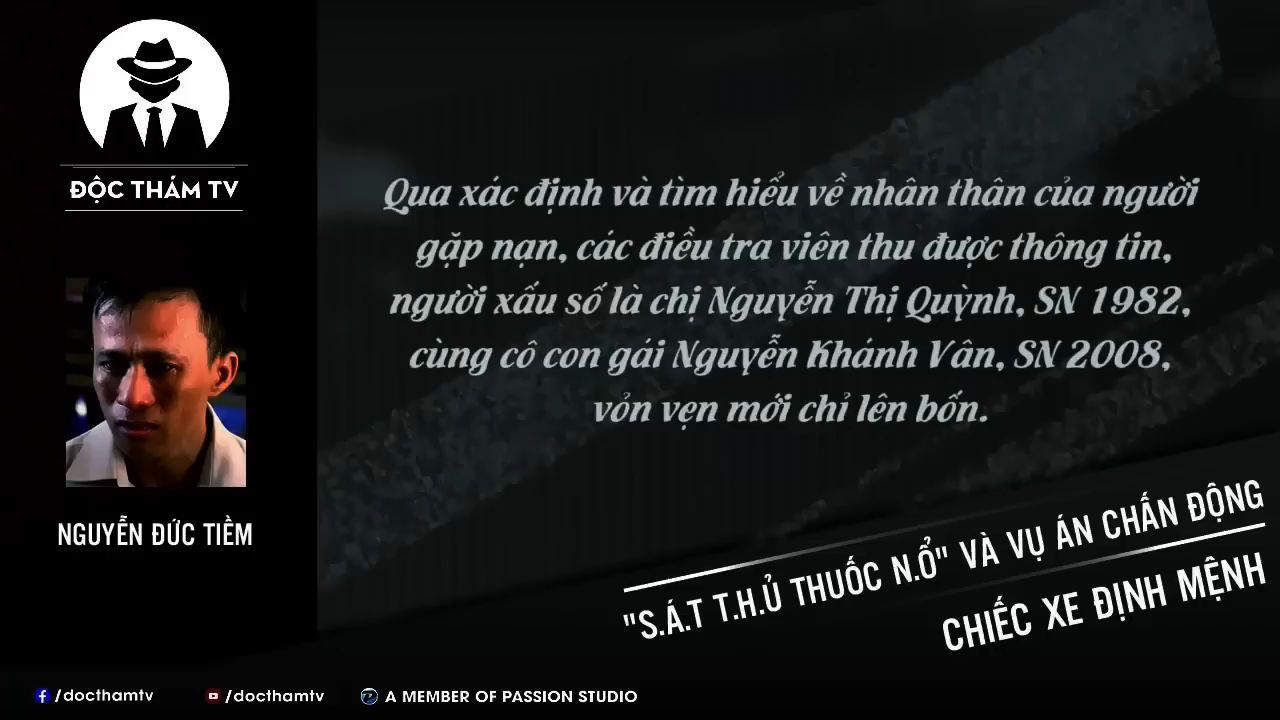 ĐỘC THÁM TV
Qua xác định và tìm hiểu về nhân thân của người
gặp nạn, các điều tra viên thu được thông tin,
người xấu số là chị Nguyễn Thị Quỳnh, SN 1982,
cùng cô con gái Nguyễn Khánh Vân, SN 2008,
vỏn vẹn mới chỉ lên bốn.
NGUYỄN ĐỨC TIỀM
"S.Á.T T.H.Ủ THUỐC N.Ổ" VÀ VỤ ÁN CHẤN ĐỘNG
CHIẾC XE ĐỊNH MỆNH
/docthamtv
/docthamtv
A MEMBER OF PASSION STUDIO